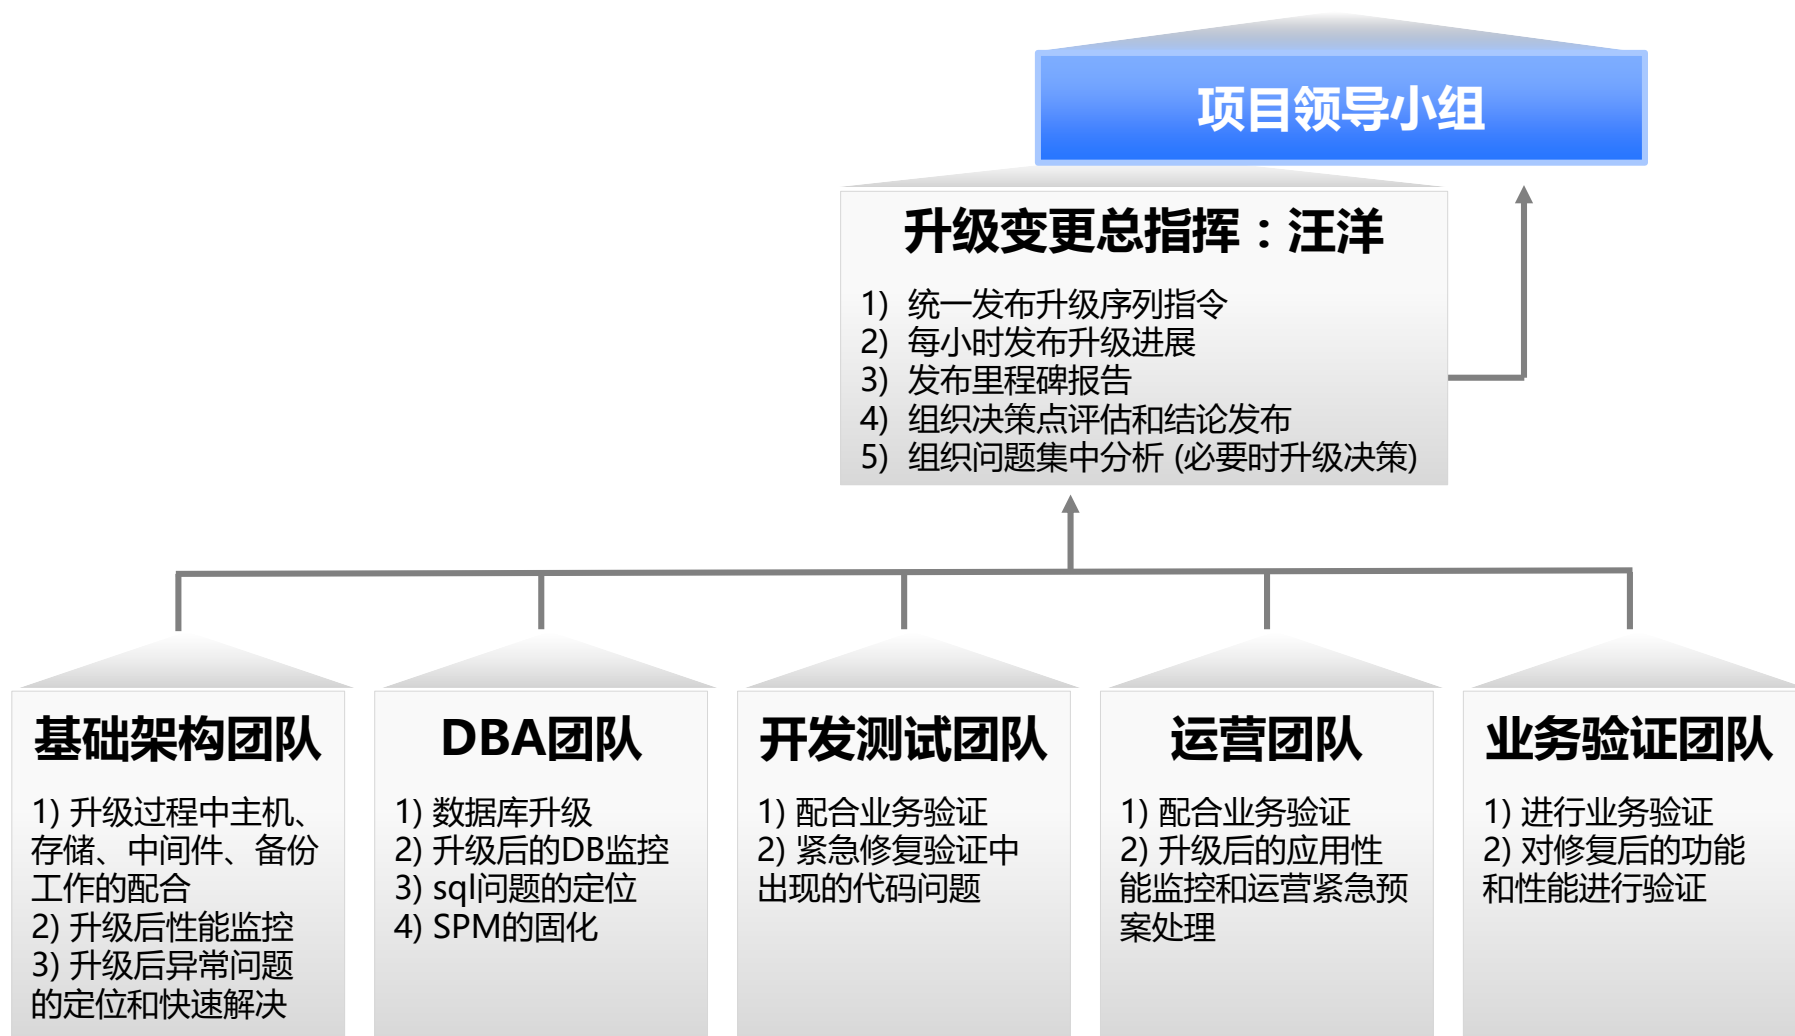 项目领导小组
升级变更总指挥：汪洋
1) 统一发布升级序列指令
2) 每小时发布升级进展
3) 发布里程碑报告
4) 组织决策点评估和结论发布
5) 组织问题集中分析 (必要时升级决策)
基础架构团队
1) 升级过程中主机、
存储、中间件、备份
工作的配合
2) 升级后性能监控
3) 升级后异常问题
的定位和快速解决
DBA团队
1) 数据库升级
2) 升级后的DB监控
3) sql问题的定位
4) SPM的固化
开发测试团队
1) 配合业务验证
2) 紧急修复验证中
出现的代码问题
运营团队
1) 配合业务验证
2) 升级后的应用性
能监控和运营紧急预
案处理
业务验证团队
1) 进行业务验证
2) 对修复后的功能
和性能进行验证